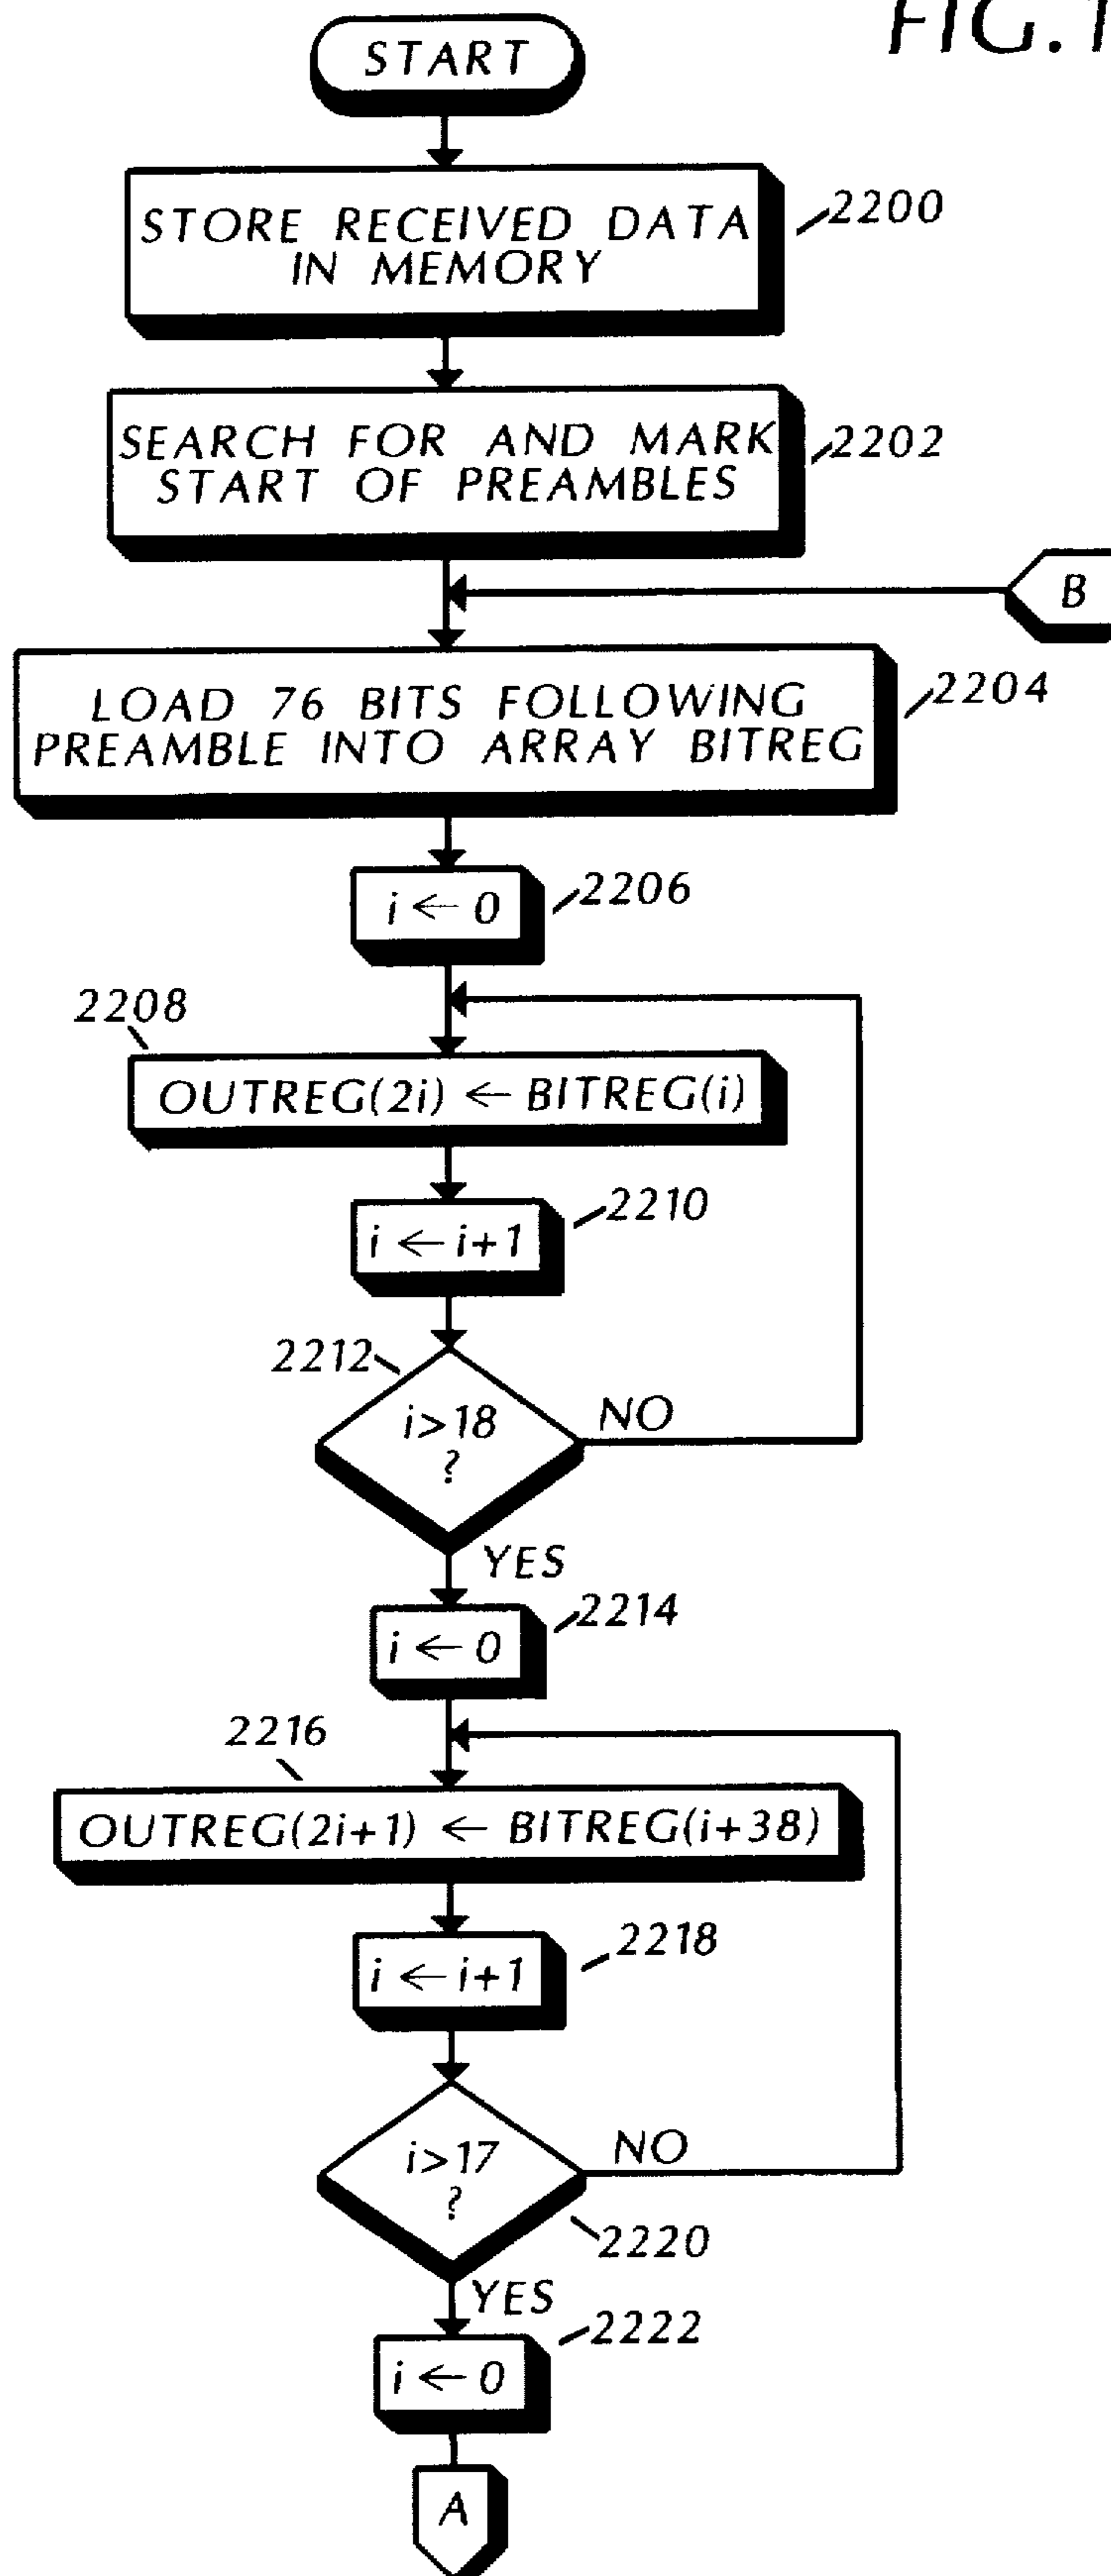 FIG.1
START
STORE RECEIVED DATA
IN MEMORY
2200
SEARCH FOR AND MARK
START OF PREAMBLES
2202
B
LOAD 76 BITS FOLLOWING
PREAMBLE INTO ARRAY BITREG
2204
i ← 0
2206
2208
OUTREG(2i) ← BITREG(i)
i ← i+1
2210
2212
i>18
?
NO
YES
i ← 0
2214
2216
OUTREG(2i+1) ← BITREG(i+38)
i ← i+1
2218
i>17
?
NO
2220
YES
i ← 0
2222
A